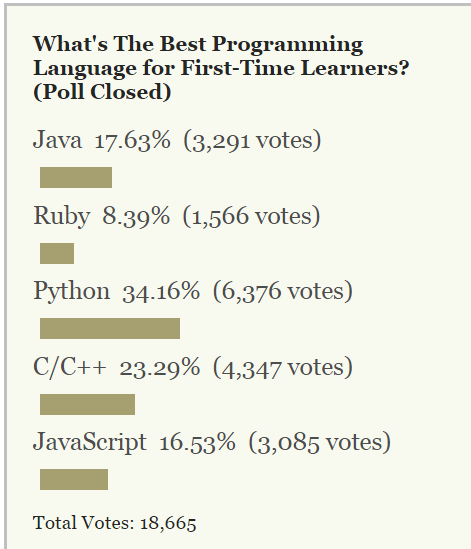 What's The Best Programming
Language for First-Time Learners?
(Poll Closed)
Java 17.63% (3,291 votes)
Ruby 8.39% (1,566 votes)
Python 34.16% (6,376 votes)
C/C++ 23.29% (4,347 votes)
JavaScript 16.53% (3,085 votes)
Total Votes: 18,665